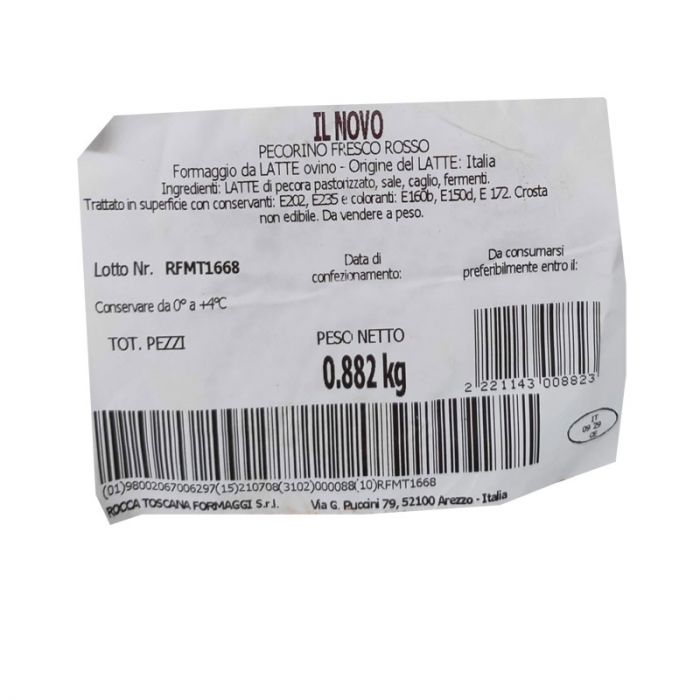 IL NOVO
PECORINO FRESCO ROSSO
Formaggio da LATTE ovino - Origine del LATTE: Italia
Ingredienti: LATTE di pecora pastorizzato, sale, caglio, fermenti.
Trattato in superficie con conservanti: E202, E235 e coloranti: E160b, E150d, E 172. Crosta
non edibile. Da vendere a peso.
Lotto Nr. RFMT1668
Data di
confezionamento:
Da consumarsi
preferibilmente entro il:
Conservare da 0° a +4°C
TOT. PEZZI
PESO NETTO
0.882 kg
2 221143 008823
IT
09 29
CE
(01)98002067006297(15)210708(3102)000088(10)RFMT1668
ROCCA TOSCANA FORMAGGI S.r.l. Via G. Puccini 79, 52100 Arezzo - Italia